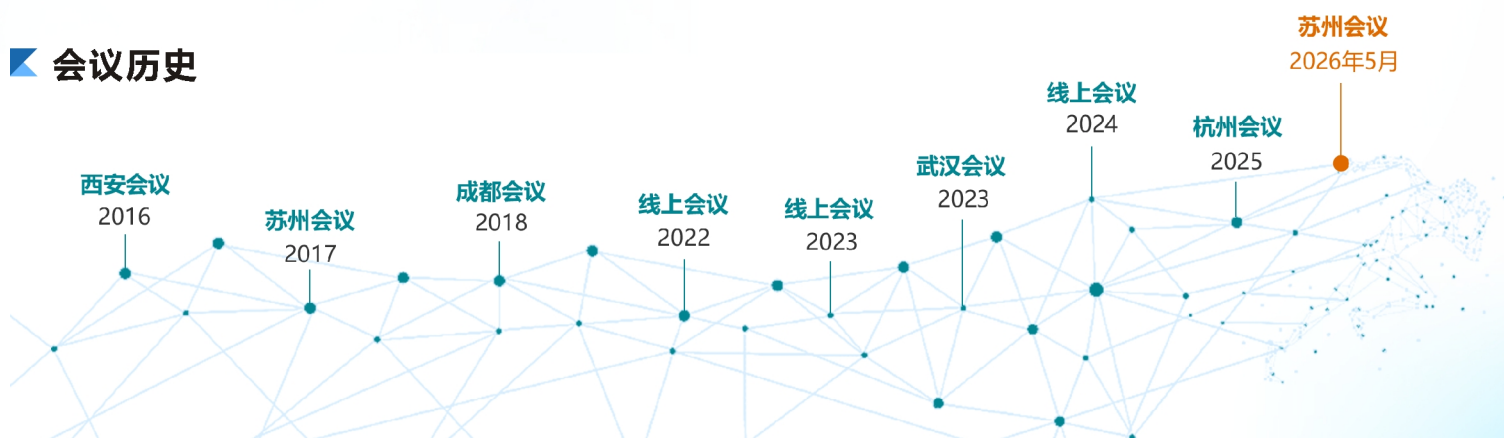 会议历史
西安会议
2016
苏州会议
2017
成都会议
2018
线上会议
2022
线上会议
2023
武汉会议
2023
线上会议
2024
杭州会议
2025
苏州会议
2026年5月